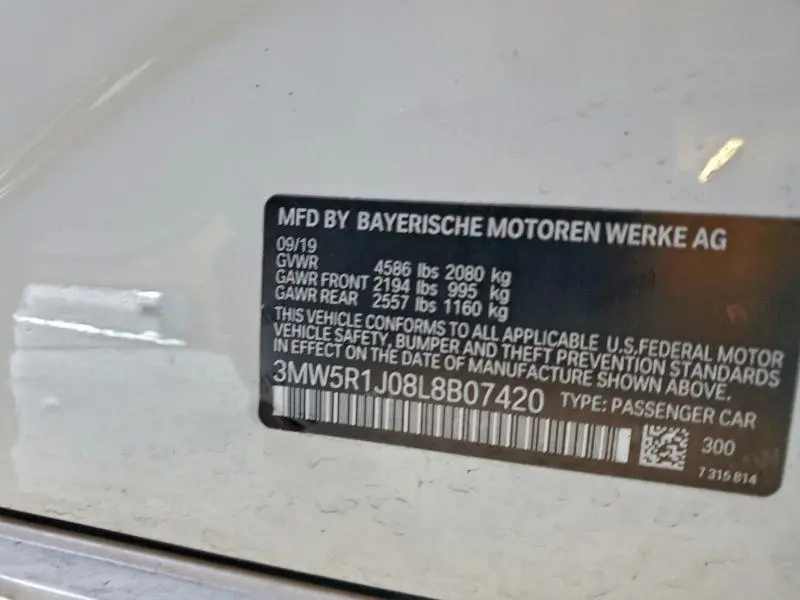 MFD BY BAYERISCHE MOTOREN WERKE AG
09/19
GVWR 4586 lbs 2080 kg
GAWR FRONT 2194 lbs 995 kg
GAWR REAR 2557 lbs 1160 kg
THIS VEHICLE CONFORMS TO ALL APPLICABLE U.S.FEDERAL MOTOR
VEHICLE SAFETY, BUMPER AND THEFT PREVENTION STANDARDS
IN EFFECT ON THE DATE OF MANUFACTURE SHOWN ABOVE.
3MW5R1J08L8B07420 TYPE: PASSENGER CAR
300
7 316 814